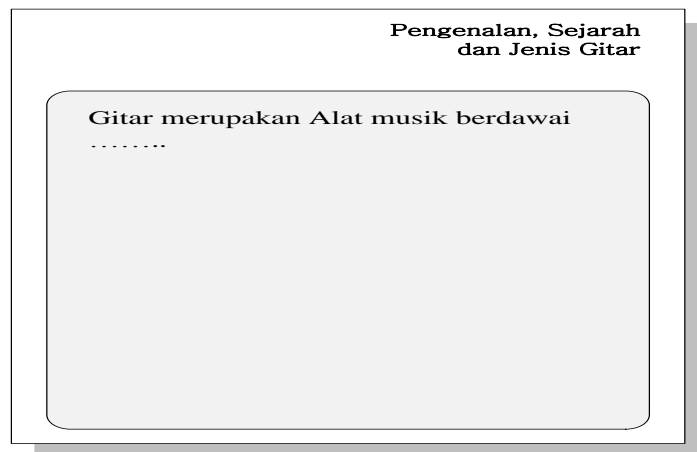 Pengenalan, Sejarah
dan Jenis Gitar
Gitar merupakan Alat musik berdawai
……..